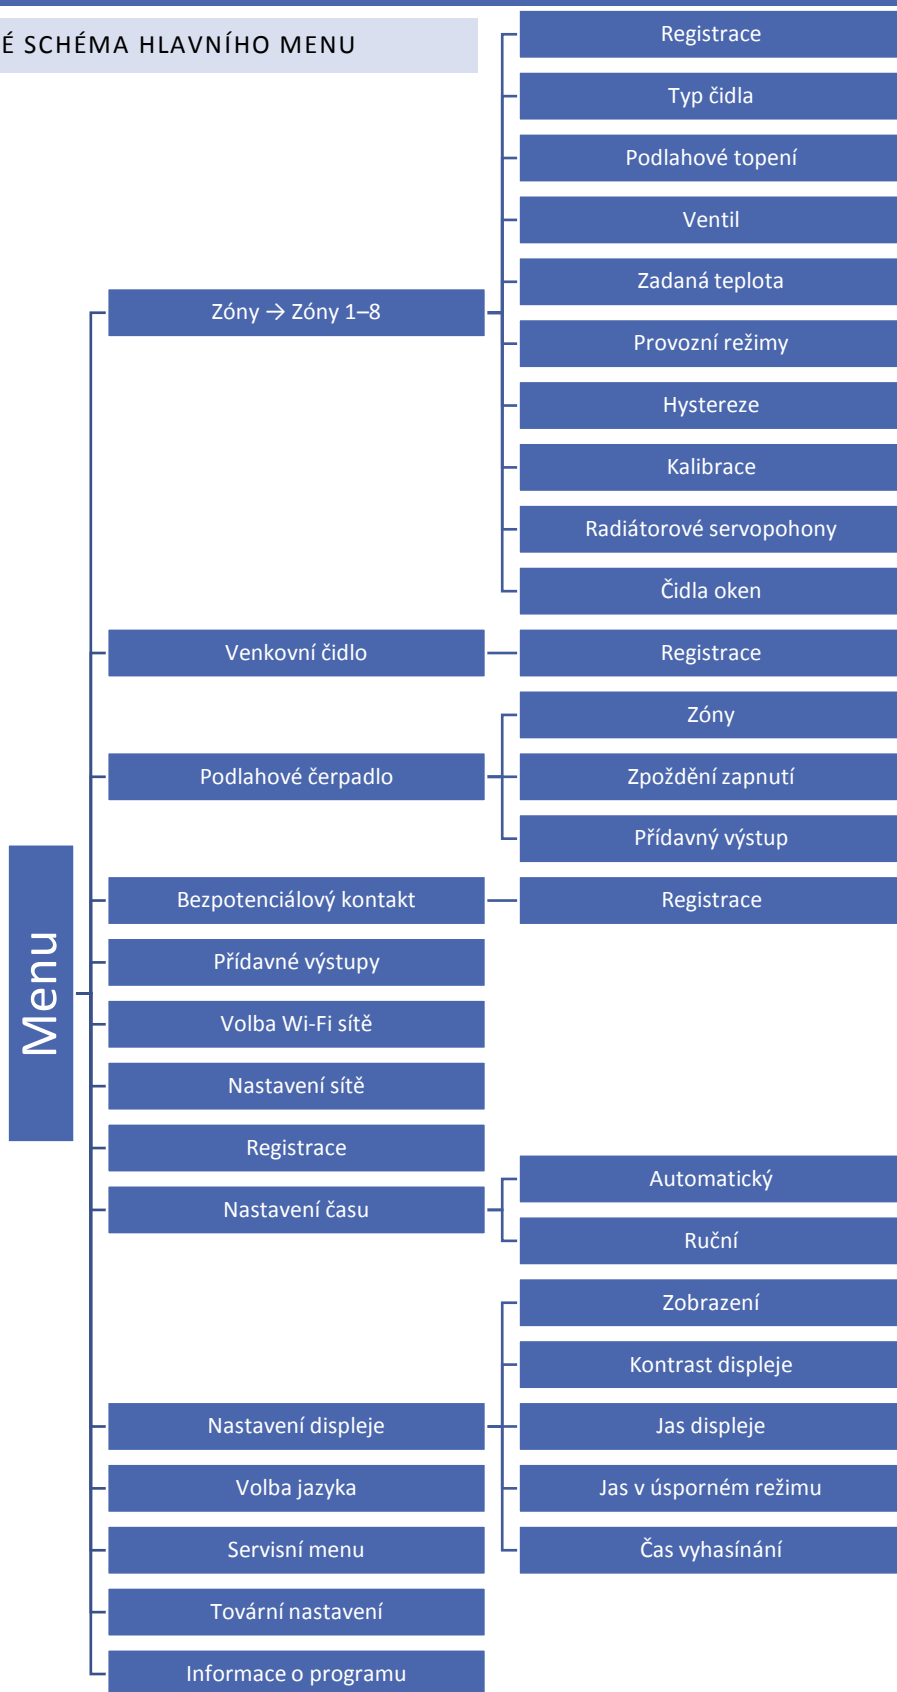 É SCHÉMA HLAVNÍHO MENU
Menu
Zóny → Zóny 1–8
Registrace
Typ čidla
Podlahové topení
Ventil
Zadaná teplota
Provozní režimy
Hystereze
Kalibrace
Radiátorové servopohony
Čidla oken
Venkovní čidlo
Registrace
Podlahové čerpadlo
Zóny
Zpoždění zapnutí
Přídavný výstup
Bezpotenciálový kontakt
Registrace
Přídavné výstupy
Volba Wi-Fi sítě
Nastavení sítě
Registrace
Nastavení času
Automatický
Ruční
Nastavení displeje
Zobrazení
Kontrast displeje
Jas displeje
Jas v úsporném režimu
Čas vyhasínání
Volba jazyka
Servisní menu
Tovární nastavení
Informace o programu